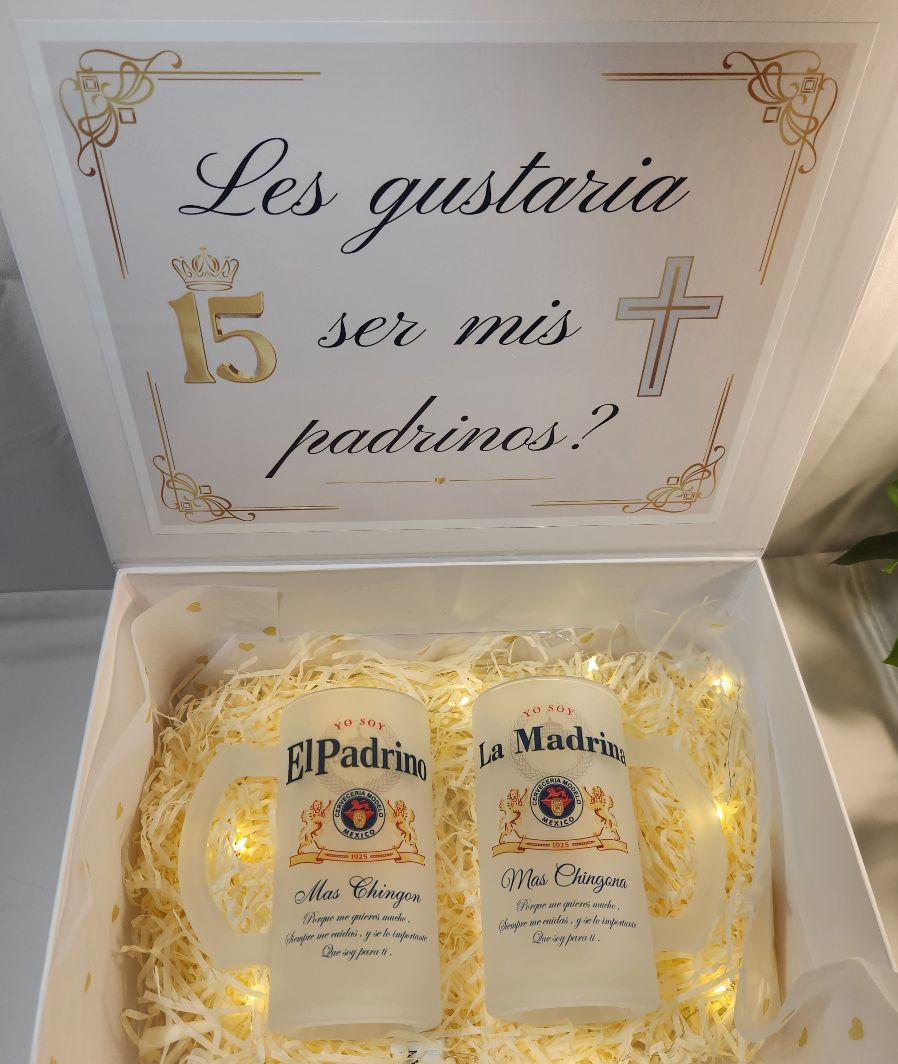 Les gustaria
15
ser mis
padrinos?
YO SOY
El Padrino
CERVECERIA MODELO
MEXICO
1925
Mas Chingon
Porque me quieres mucho ,
Siempre me cuidas , y se lo importante
Que soy para ti .
YO SOY
La Madrina
CERVECERIA MODELO
MEXICO
1925
Mas Chingona
Porque me quieres mucho ,
Siempre me cuidas , y se lo importante
Que soy para ti .